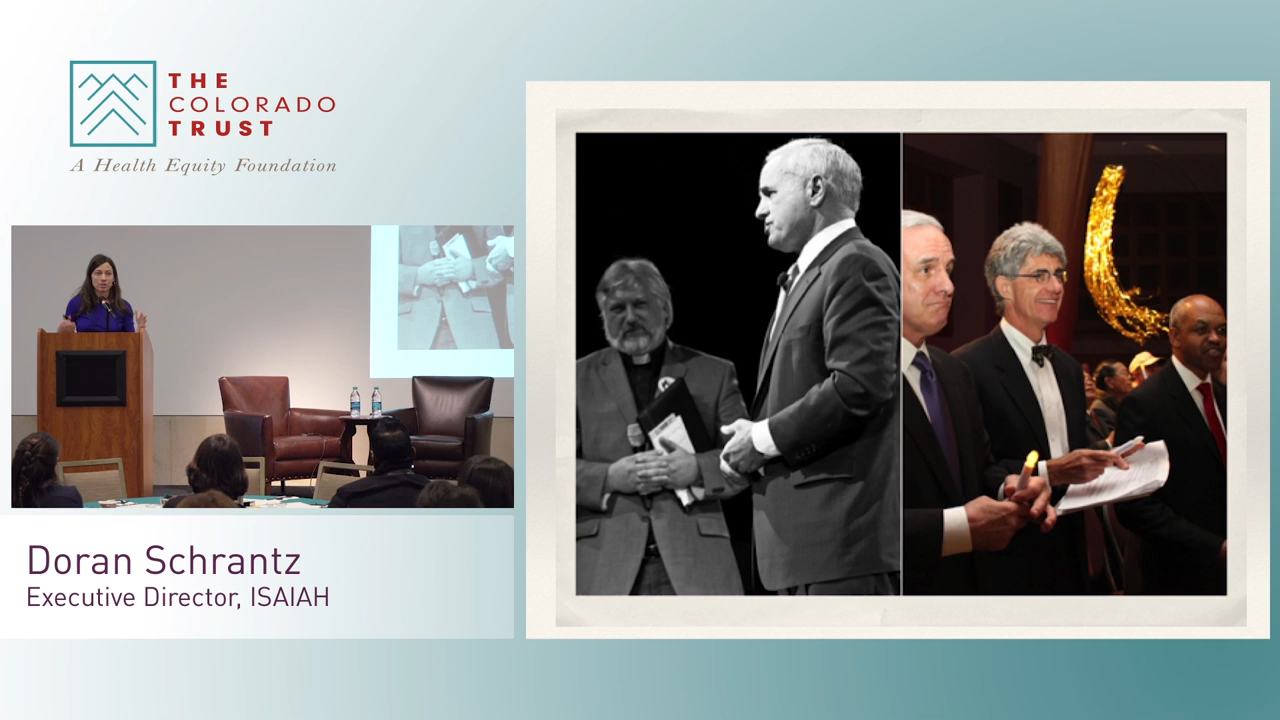 THE
COLORADO
TRUST
A Health Equity Foundation
Doran Schrantz
Executive Director, ISAIAH